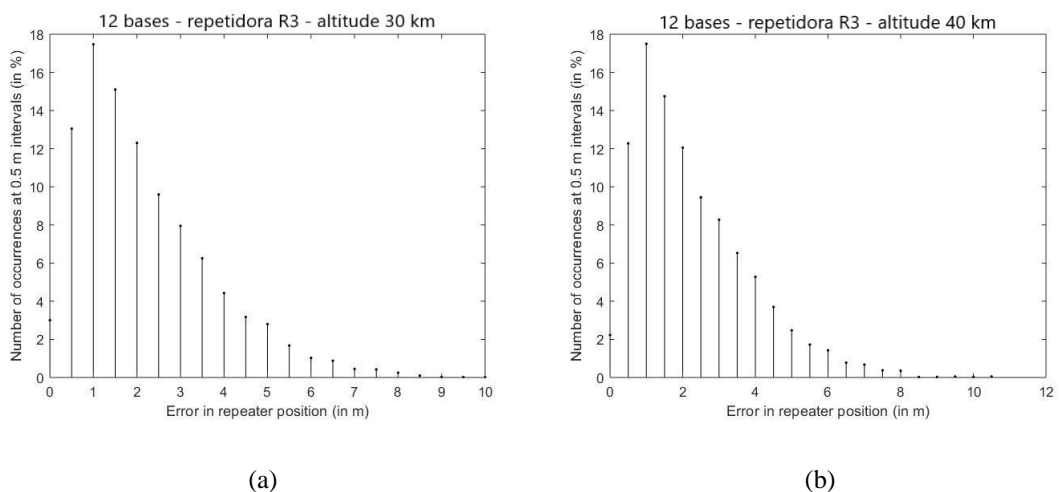 12 bases - repetidora R3 - altitude 30 km
Number of occurrences at 0.5 m intervals (in %)
18
16
14
12
10
8
6
4
2
0
0 1 2 3 4 5 6 7 8 9 10
Error in repeater position (in m)
(a)
12 bases - repetidora R3 - altitude 40 km
Number of occurrences at 0.5 m intervals (in %)
18
16
14
12
10
8
6
4
2
0
0 2 4 6 8 10 12
Error in repeater position (in m)
(b)